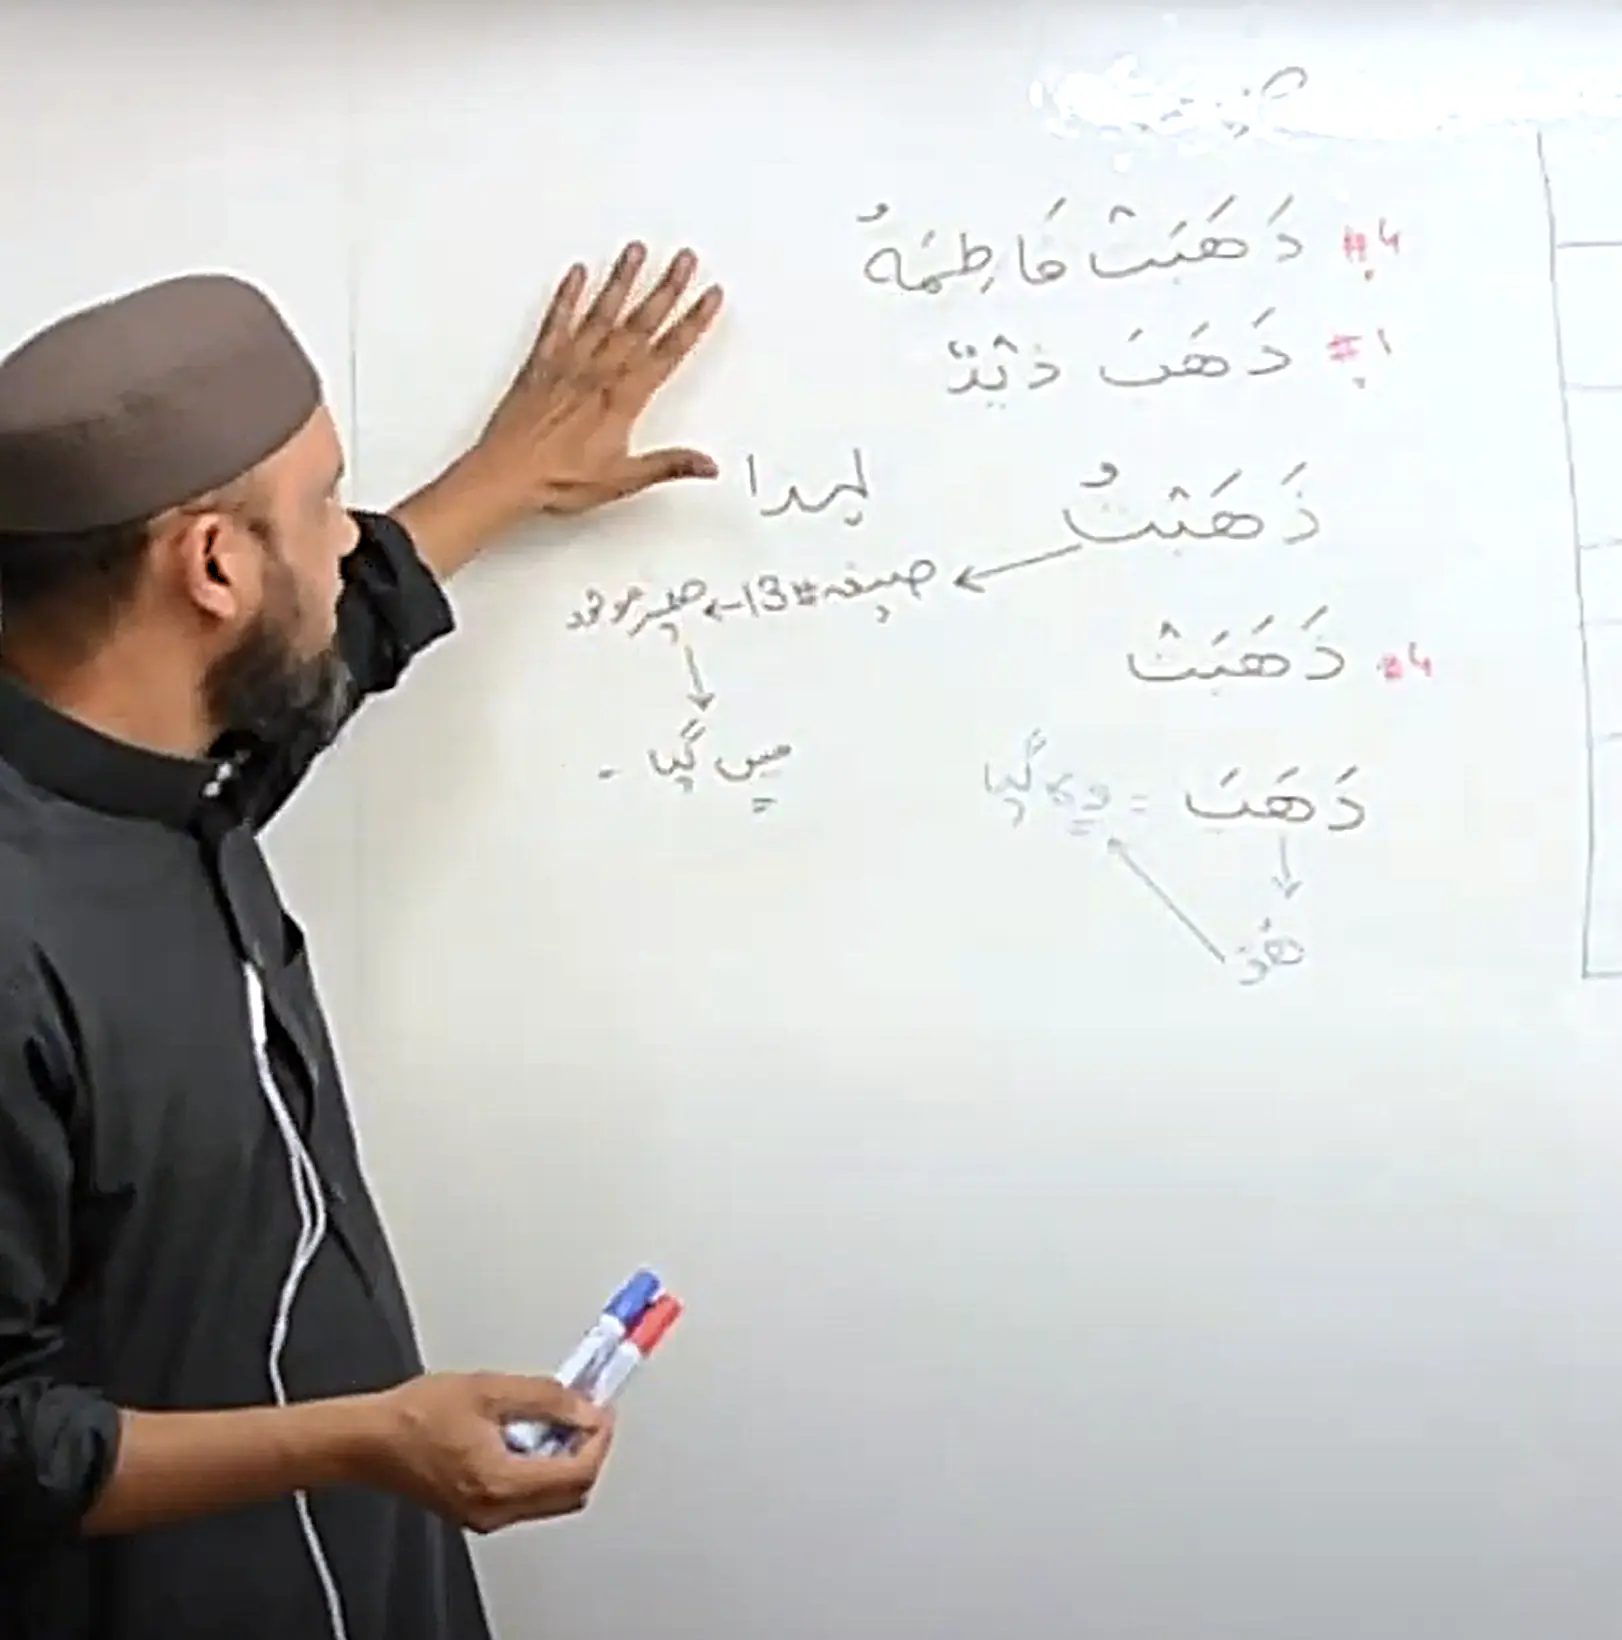 #4 ذَهَبَتْ فَاطِمَةُ
#1 ذَهَبَ زَيْدٌ
ذَهَبْتُ لہذا
صیغہ #13 ← ضمیر موجود
#4 ذَهَبَتْ
میں گیا ۔
ذَهَبَ = وہ گیا
هُوَ